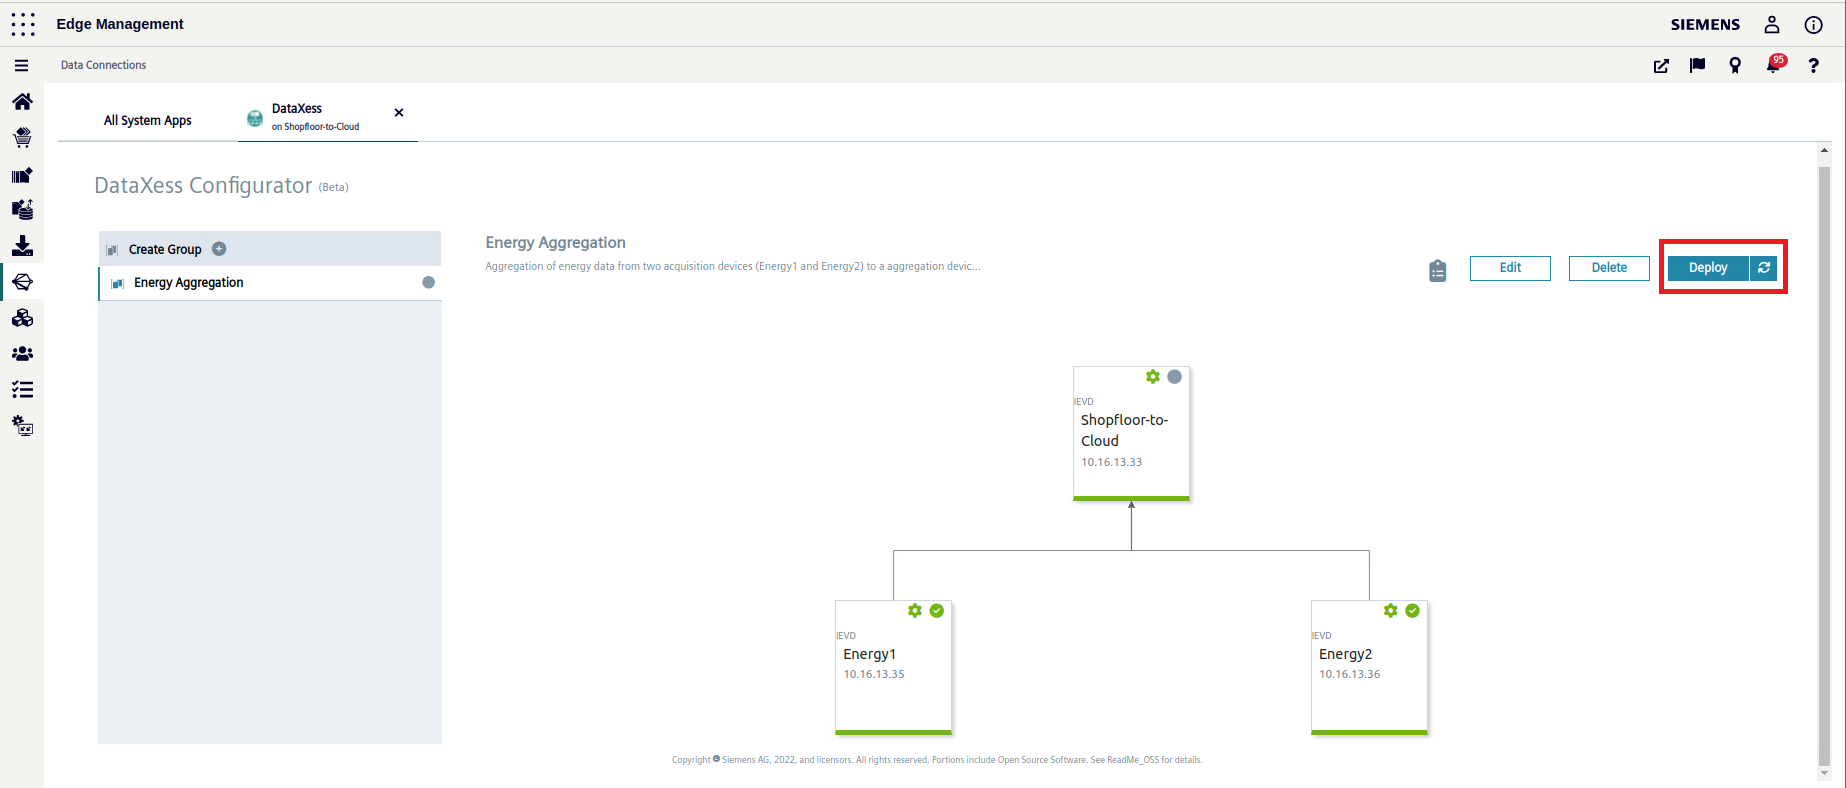 Edge Management
SIEMENS
Data Connections
95
All System Apps
DataXess
on Shopfloor-to-Cloud
DataXess Configurator (Beta)
Create Group
Energy Aggregation
Energy Aggregation
Aggregation of energy data from two acquisition devices (Energy1 and Energy2) to a aggregation devic...
Edit
Delete
Deploy
IEVD
Shopfloor-to-
Cloud
10.16.13.33
IEVD
Energy1
10.16.13.35
IEVD
Energy2
10.16.13.36
Copyright © Siemens AG, 2022, and licensors. All rights reserved. Portions include Open Source Software. See ReadMe_OSS for details.